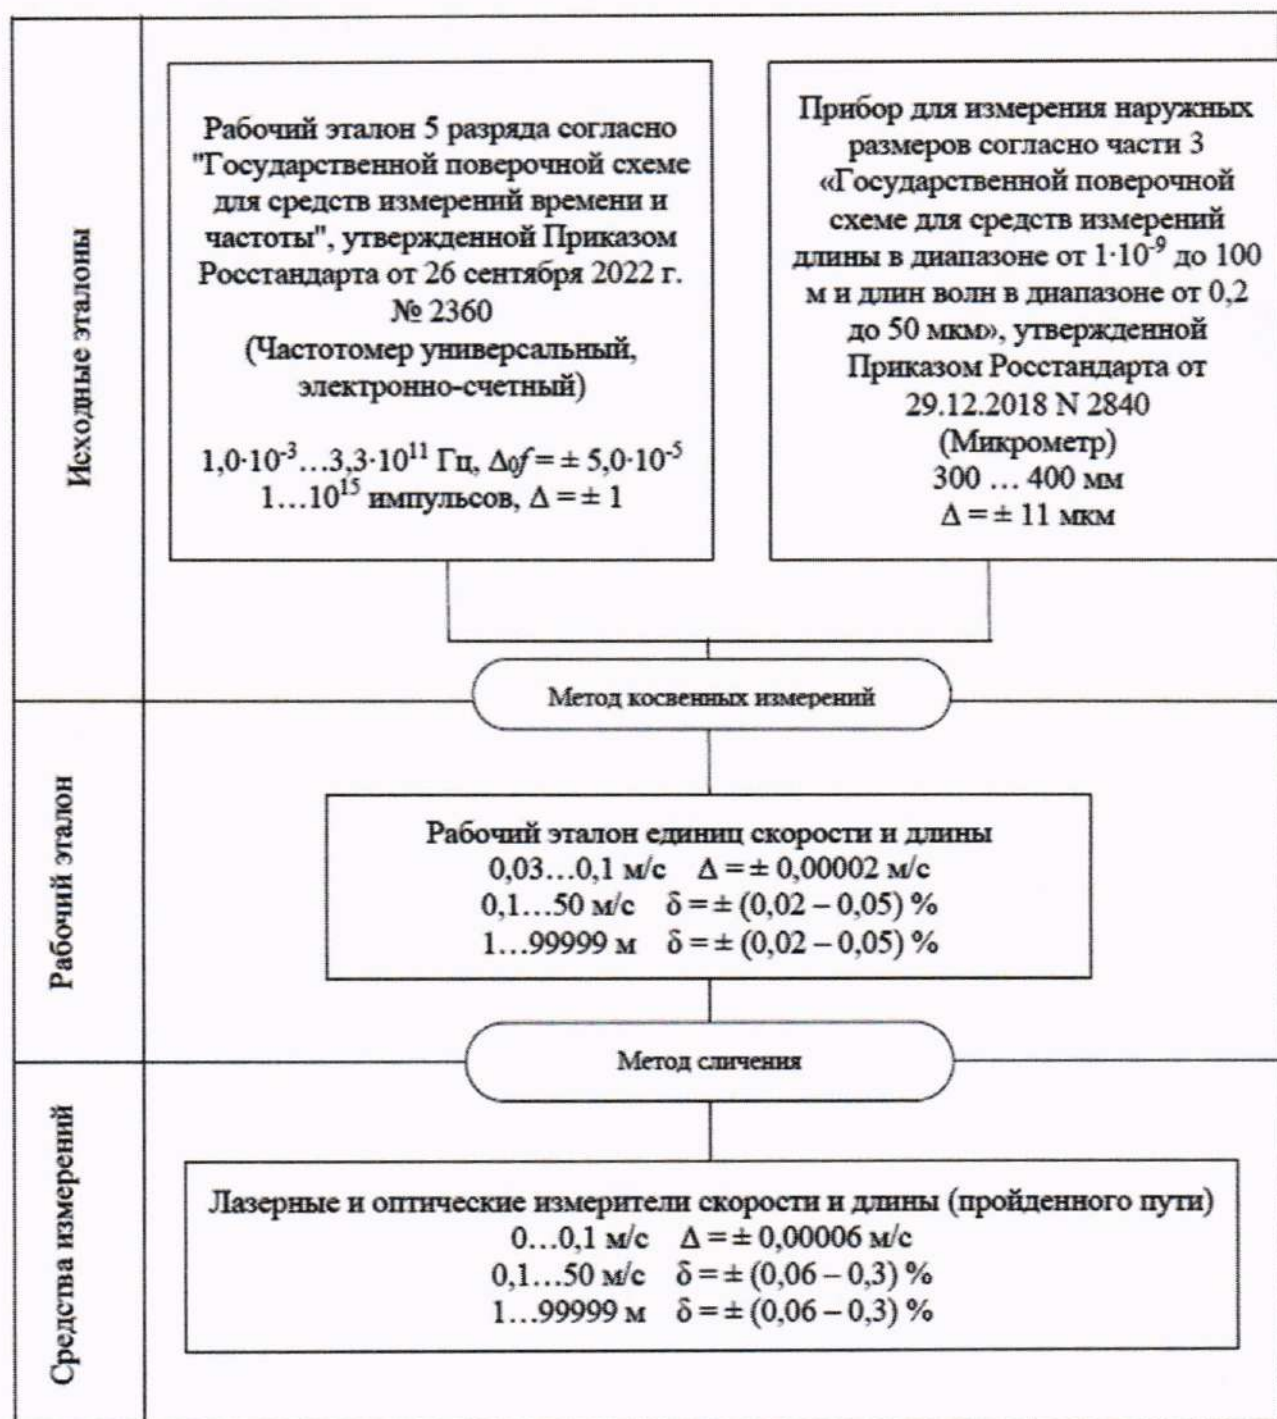 Исходные эталоны
Рабочий эталон 5 разряда согласно
"Государственной поверочной схеме
для средств измерений времени и
частоты", утвержденной Приказом
Росстандарта от 26 сентября 2022 г.
№ 2360
(Частотомер универсальный,
электронно-счетный)
1,0·10⁻³…3,3·10¹¹ Гц, Δ₀f = ± 5,0·10⁻⁵
1…10¹⁵ импульсов, Δ = ± 1
Прибор для измерения наружных
размеров согласно части 3
«Государственной поверочной
схеме для средств измерений
длины в диапазоне от 1·10⁻⁹ до 100
м и длин волн в диапазоне от 0,2
до 50 мкм», утвержденной
Приказом Росстандарта от
29.12.2018 N 2840
(Микрометр)
300 … 400 мм
Δ = ± 11 мкм
Метод косвенных измерений
Рабочий эталон
Рабочий эталон единиц скорости и длины
0,03…0,1 м/с Δ = ± 0,00002 м/с
0,1…50 м/с δ = ± (0,02 – 0,05) %
1…99999 м δ = ± (0,02 – 0,05) %
Метод сличения
Средства измерений
Лазерные и оптические измерители скорости и длины (пройденного пути)
0…0,1 м/с Δ = ± 0,00006 м/с
0,1…50 м/с δ = ± (0,06 – 0,3) %
1…99999 м δ = ± (0,06 – 0,3) %